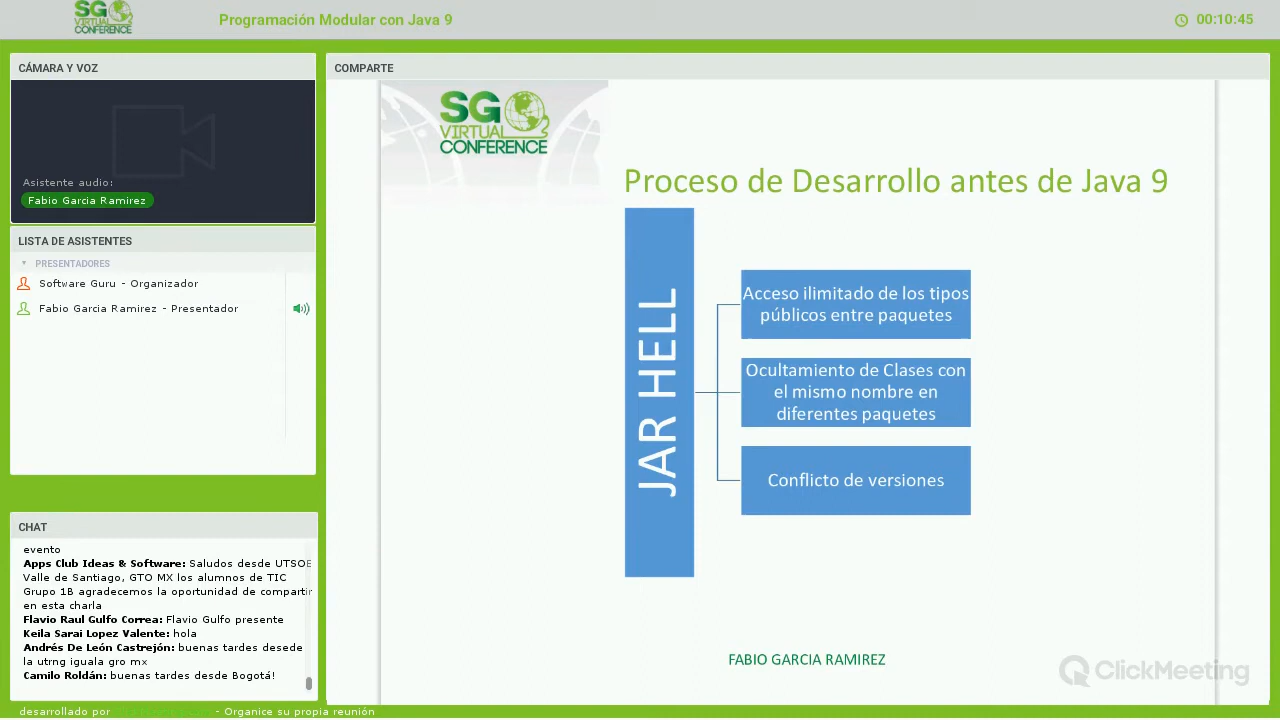 SG
VIRTUAL
CONFERENCE
Programación Modular con Java 9
00:10:45
CÁMARA Y VOZ
Asistente audio:
Fabio Garcia Ramirez
LISTA DE ASISTENTES
PRESENTADORES
Software Guru - Organizador
Fabio Garcia Ramirez - Presentador
CHAT
evento
Apps Club Ideas & Software: Saludos desde UTSOE
Valle de Santiago, GTO MX los alumnos de TIC
Grupo 1B agradecemos la oportunidad de compartir
en esta charla
Flavio Raul Gulfo Correa: Flavio Gulfo presente
Keila Sarai Lopez Valente: hola
Andrés De León Castrejón: buenas tardes desede
la utrng iguala gro mx
Camilo Roldán: buenas tardes desde Bogotá!
desarrollado por
- Organice su propia reunión
COMPARTE
SG
VIRTUAL
CONFERENCE
Proceso de Desarrollo antes de Java 9
JAR HELL
Acceso ilimitado de los tipos
públicos entre paquetes
Ocultamiento de Clases con
el mismo nombre en
diferentes paquetes
Conflicto de versiones
FABIO GARCIA RAMIREZ
ClickMeeting